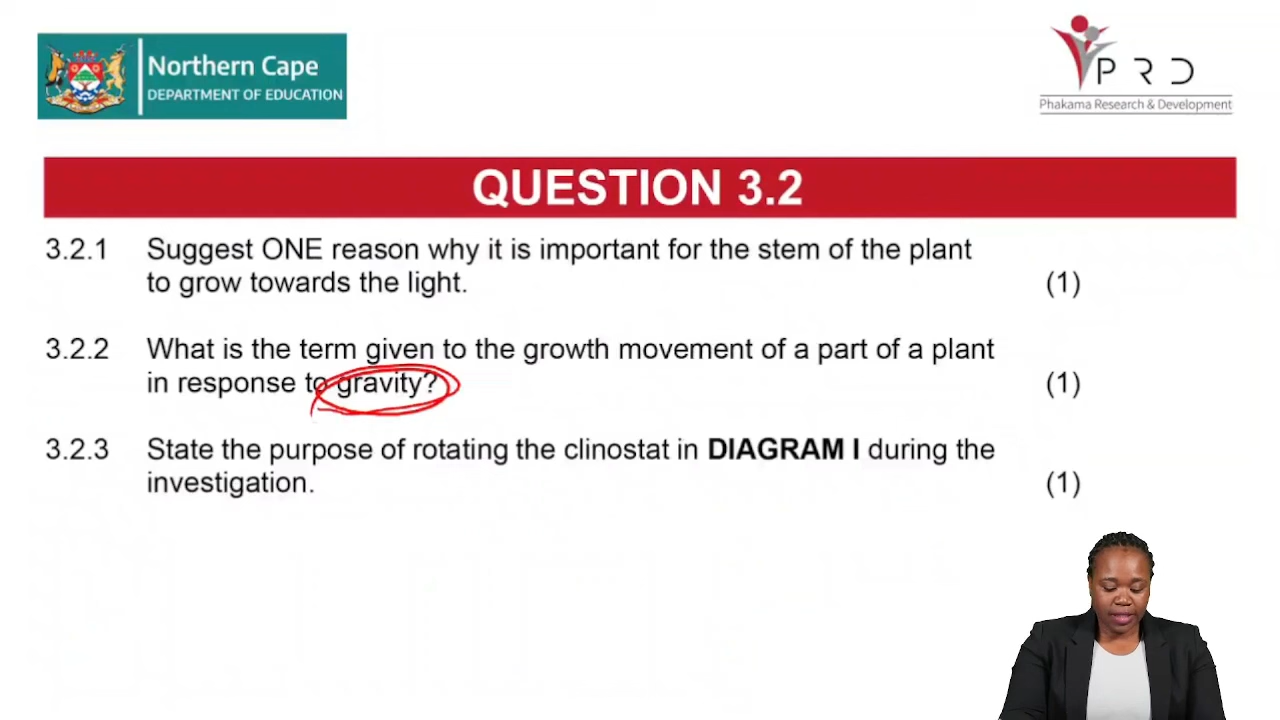 Northern Cape
DEPARTMENT OF EDUCATION
PRD
Phakama Research & Development
QUESTION 3.2
3.2.1 Suggest ONE reason why it is important for the stem of the plant
to grow towards the light. (1)
3.2.2 What is the term given to the growth movement of a part of a plant
in response to gravity? (1)
3.2.3 State the purpose of rotating the clinostat in DIAGRAM I during the
investigation. (1)